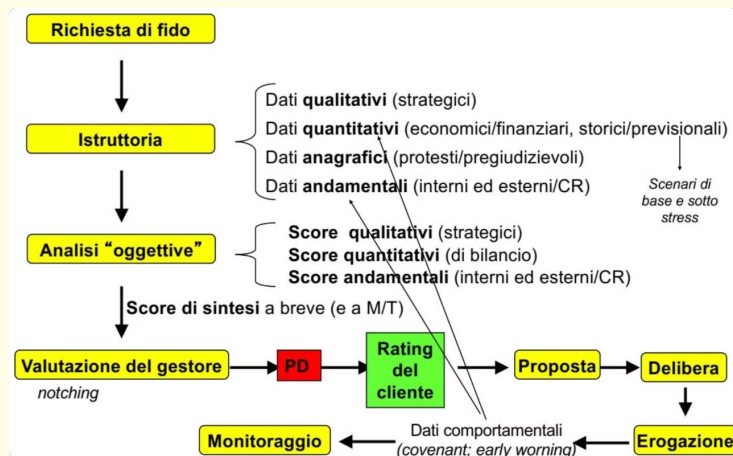 Richiesta di fido
Istruttoria
Dati qualitativi (strategici)
Dati quantitativi (economici/finanziari, storici/previsionali)
Dati anagrafici (protesti/pregiudizievoli)
Dati andamentali (interni ed esterni/CR)
Scenari di
base e sotto
stress
Analisi “oggettive”
Score qualitativi (strategici)
Score quantitativi (di bilancio)
Score andamentali (interni ed esterni/CR)
Score di sintesi a breve (e a M/T)
Valutazione del gestore
notching
PD
Rating
del
cliente
Proposta
Delibera
Monitoraggio
Dati comportamentali
(covenant; early worning)
Erogazione